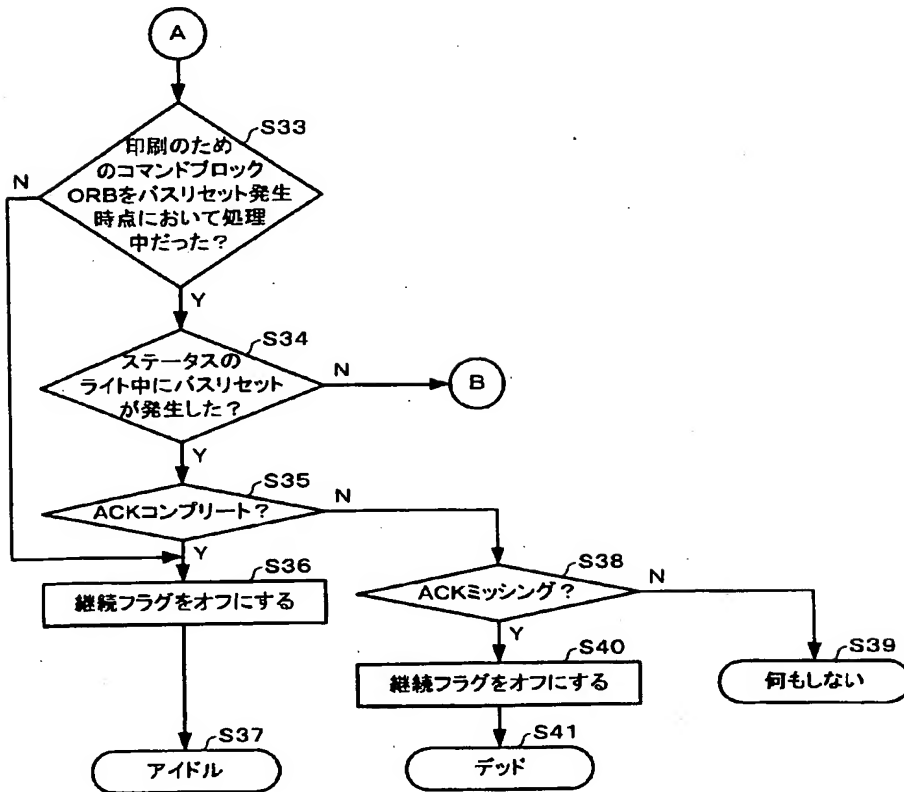 A
S33
印刷のため
のコマンドブロック
ORBをバスリセット発生
時点において処理
中だった？
N
Y
S34
ステータスの
ライト中にバスリセット
が発生した？
N
B
Y
S35
ACKコンプリート？
N
Y
S36
継続フラグをオフにする
S38
ACKミッシング？
N
Y
S40
継続フラグをオフにする
S39
何もしない
S37
アイドル
S41
デッド